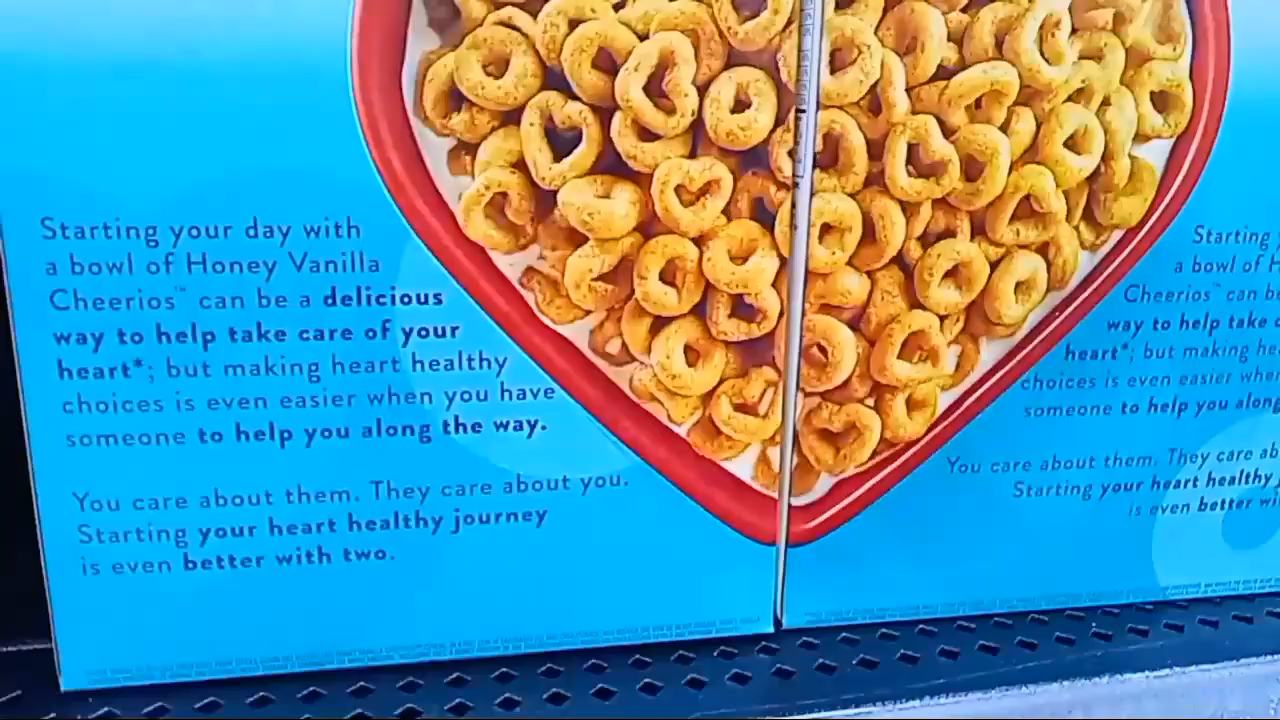 Starting your day with
a bowl of Honey Vanilla
Cheerios™ can be a delicious
way to help take care of your
heart*; but making heart healthy
choices is even easier when you have
someone to help you along the way.
You care about them. They care about you.
Starting your heart healthy journey
is even better with two.
Starting
a bowl of
Cheerios™ can be
way to help take
heart*; but making
choices is even easier
someone to help you along
You care about them. They care
Starting your heart healthy
is even better